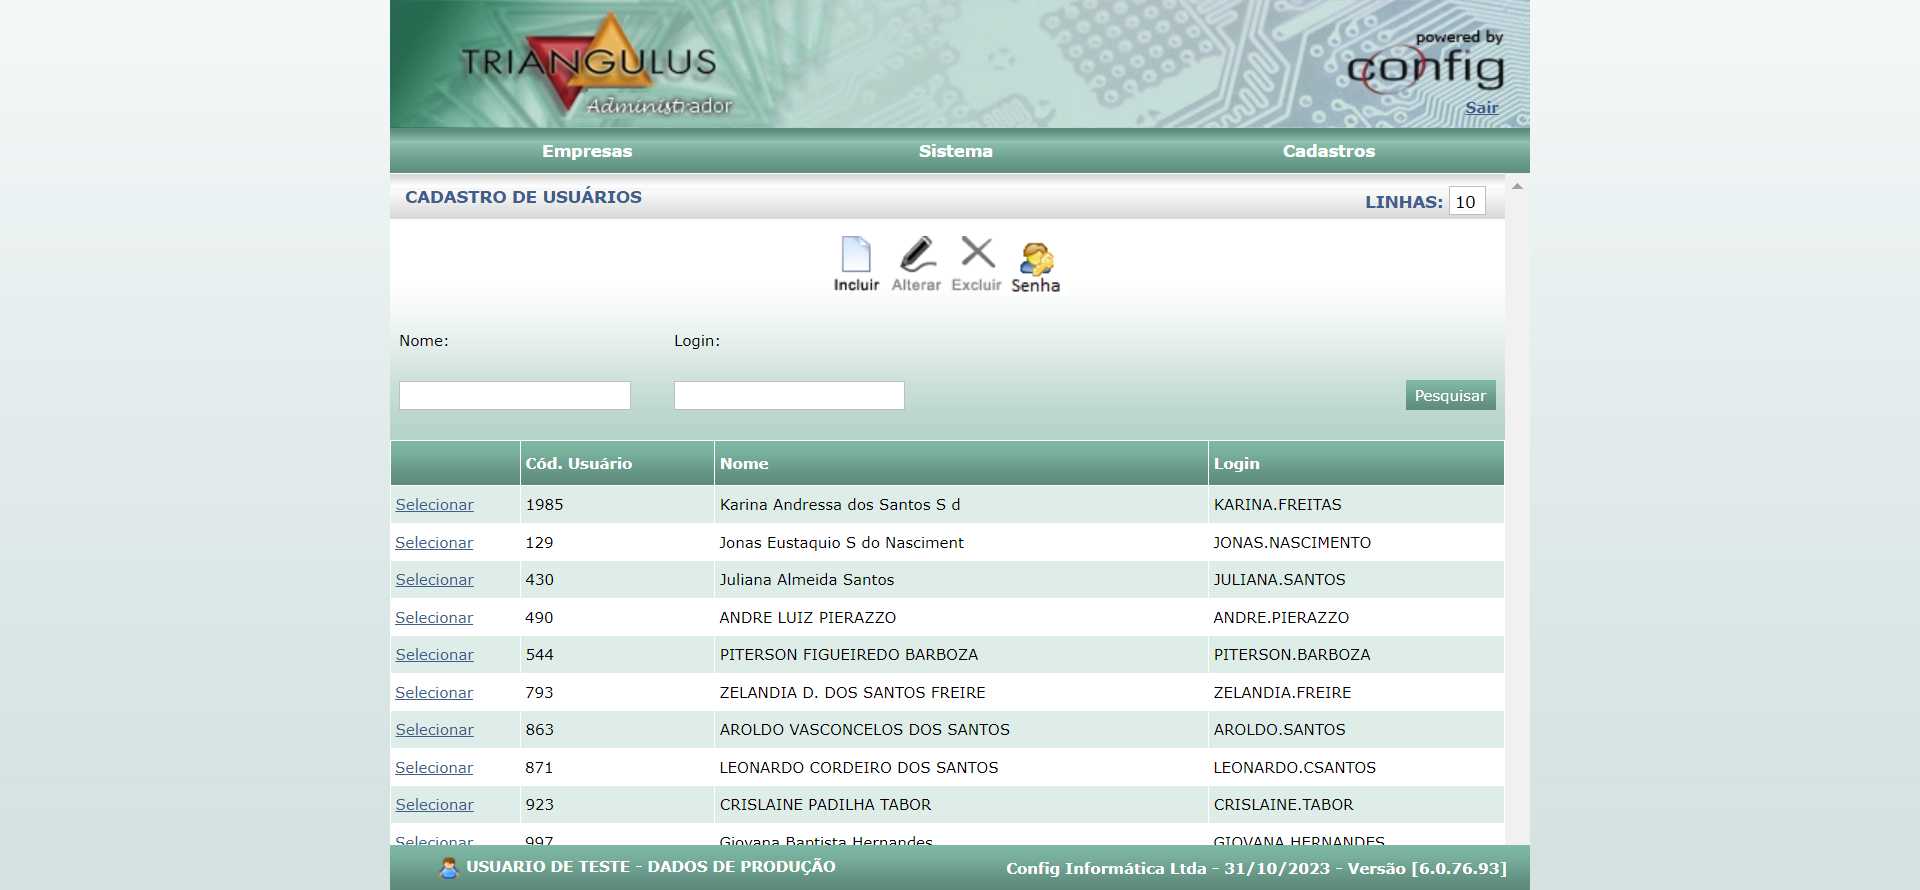 TRIANGULUS
Administrador
powered by
config
Sair
Empresas Sistema Cadastros
CADASTRO DE USUÁRIOS LINHAS: 10
Incluir Alterar Excluir Senha
Nome: Login:
Pesquisar
Cód. Usuário Nome Login
Selecionar 1985 Karina Andressa dos Santos S d KARINA.FREITAS
Selecionar 129 Jonas Eustaquio S do Nasciment JONAS.NASCIMENTO
Selecionar 430 Juliana Almeida Santos JULIANA.SANTOS
Selecionar 490 ANDRE LUIZ PIERAZZO ANDRE.PIERAZZO
Selecionar 544 PITERSON FIGUEIREDO BARBOZA PITERSON.BARBOZA
Selecionar 793 ZELANDIA D. DOS SANTOS FREIRE ZELANDIA.FREIRE
Selecionar 863 AROLDO VASCONCELOS DOS SANTOS AROLDO.SANTOS
Selecionar 871 LEONARDO CORDEIRO DOS SANTOS LEONARDO.CSANTOS
Selecionar 923 CRISLAINE PADILHA TABOR CRISLAINE.TABOR
Selecionar 997 Giovana Baptista Hernandes GIOVANA.HERNANDES
USUARIO DE TESTE - DADOS DE PRODUÇÃO Config Informática Ltda - 31/10/2023 - Versão [6.0.76.93]